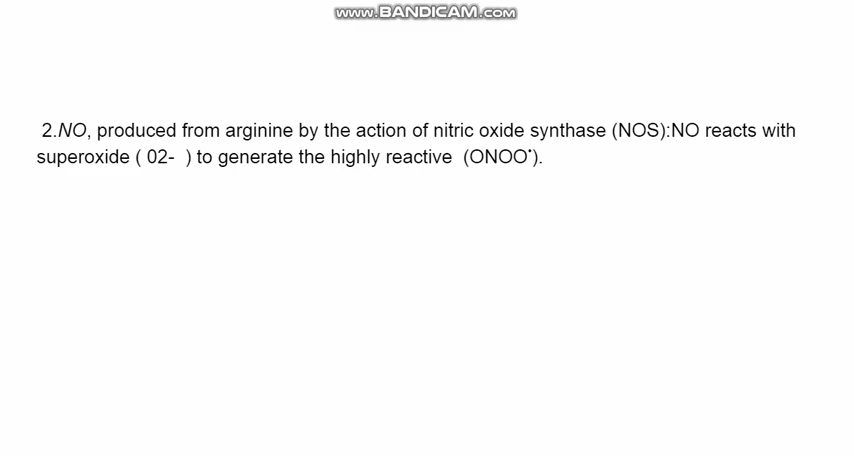 www.BANDICAM.com
2.NO, produced from arginine by the action of nitric oxide synthase (NOS):NO reacts with
superoxide ( 02-  ) to generate the highly reactive  (ONOO•).